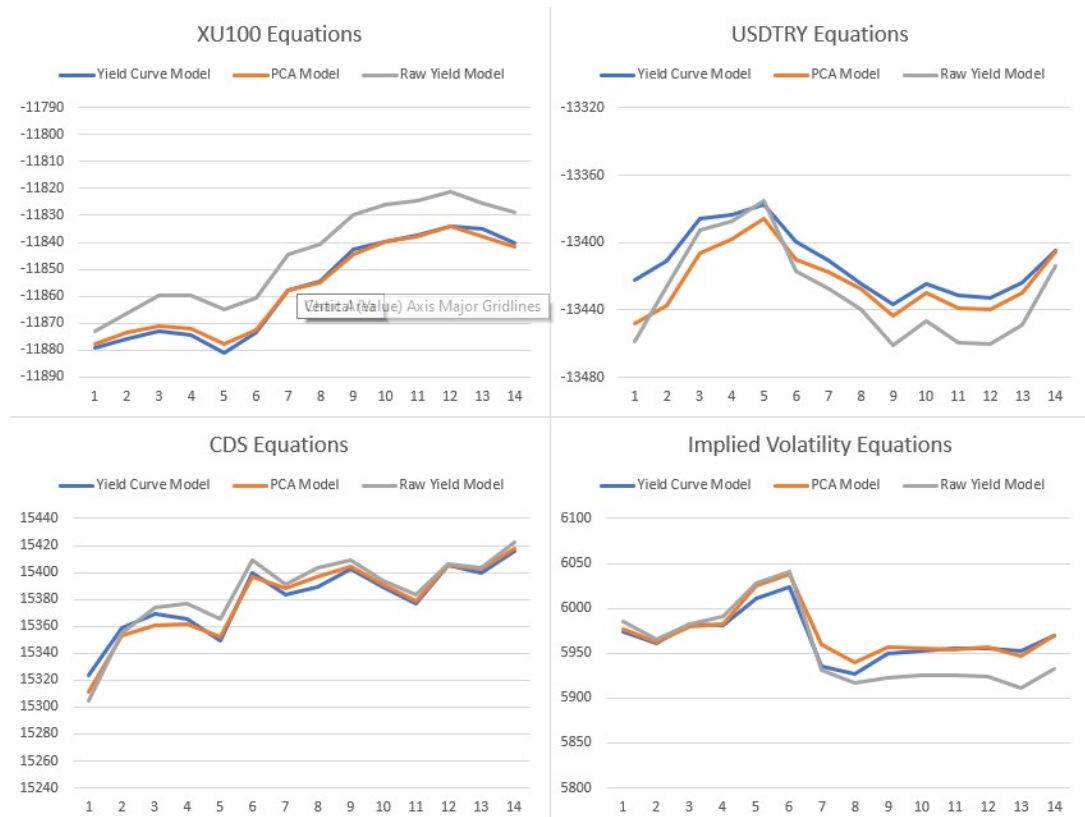 XU100 Equations
Yield Curve Model PCA Model Raw Yield Model
-11790
-11800
-11810
-11820
-11830
-11840
-11850
-11860
-11870
-11880
-11890
1 2 3 4 5 6 7 8 9 10 11 12 13 14
(Value) Axis Major Gridlines
USDTRY Equations
Yield Curve Model PCA Model Raw Yield Model
-13320
-13360
-13400
-13440
-13480
1 2 3 4 5 6 7 8 9 10 11 12 13 14
CDS Equations
Yield Curve Model PCA Model Raw Yield Model
15440
15420
15400
15380
15360
15340
15320
15300
15280
15260
15240
1 2 3 4 5 6 7 8 9 10 11 12 13 14
Implied Volatility Equations
Yield Curve Model PCA Model Raw Yield Model
6100
6050
6000
5950
5900
5850
5800
1 2 3 4 5 6 7 8 9 10 11 12 13 14